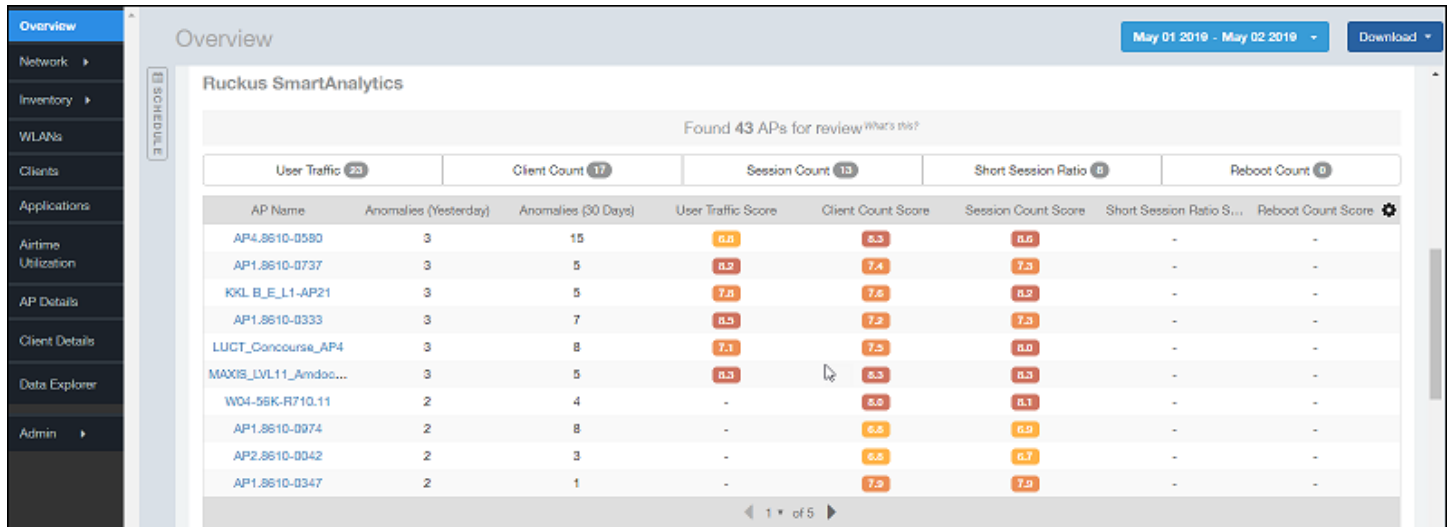 Overview
Network
Inventory
WLANs
Clients
Applications
Airtime
Utilization
AP Details
Client Details
Data Explorer
Admin
SCHEDULE
Overview
May 01 2019 - May 02 2019
Download
Ruckus SmartAnalytics
Found 43 APs for review What's this?
User Traffic 23 Client Count 17 Session Count 13 Short Session Ratio 8 Reboot Count 0
AP Name Anomalies (Yesterday) Anomalies (30 Days) User Traffic Score Client Count Score Session Count Score Short Session Ratio S... Reboot Count Score
AP4.8610-0580 3 15 6.8 8.3 8.6 - -
AP1.8610-0737 3 5 8.2 7.4 7.3 - -
KKL B_E_L1-AP21 3 5 7.8 7.6 8.2 - -
AP1.8610-0333 3 7 7.2 7.3 - -
LUCT_Concourse_AP4 3 8 7.1 7.5 8.0 - -
MAXIS_LVL11_Amdoc... 3 5 8.3 8.3 8.3 - -
W04-56K-R710.11 2 4 - 8.0 8.1 - -
AP1.8610-0974 2 8 - 6.8 6.9 - -
AP2.8610-0042 2 3 - 6.8 6.7 - -
AP1.8610-0347 2 1 - 7.9 7.9 - -
1 of 5